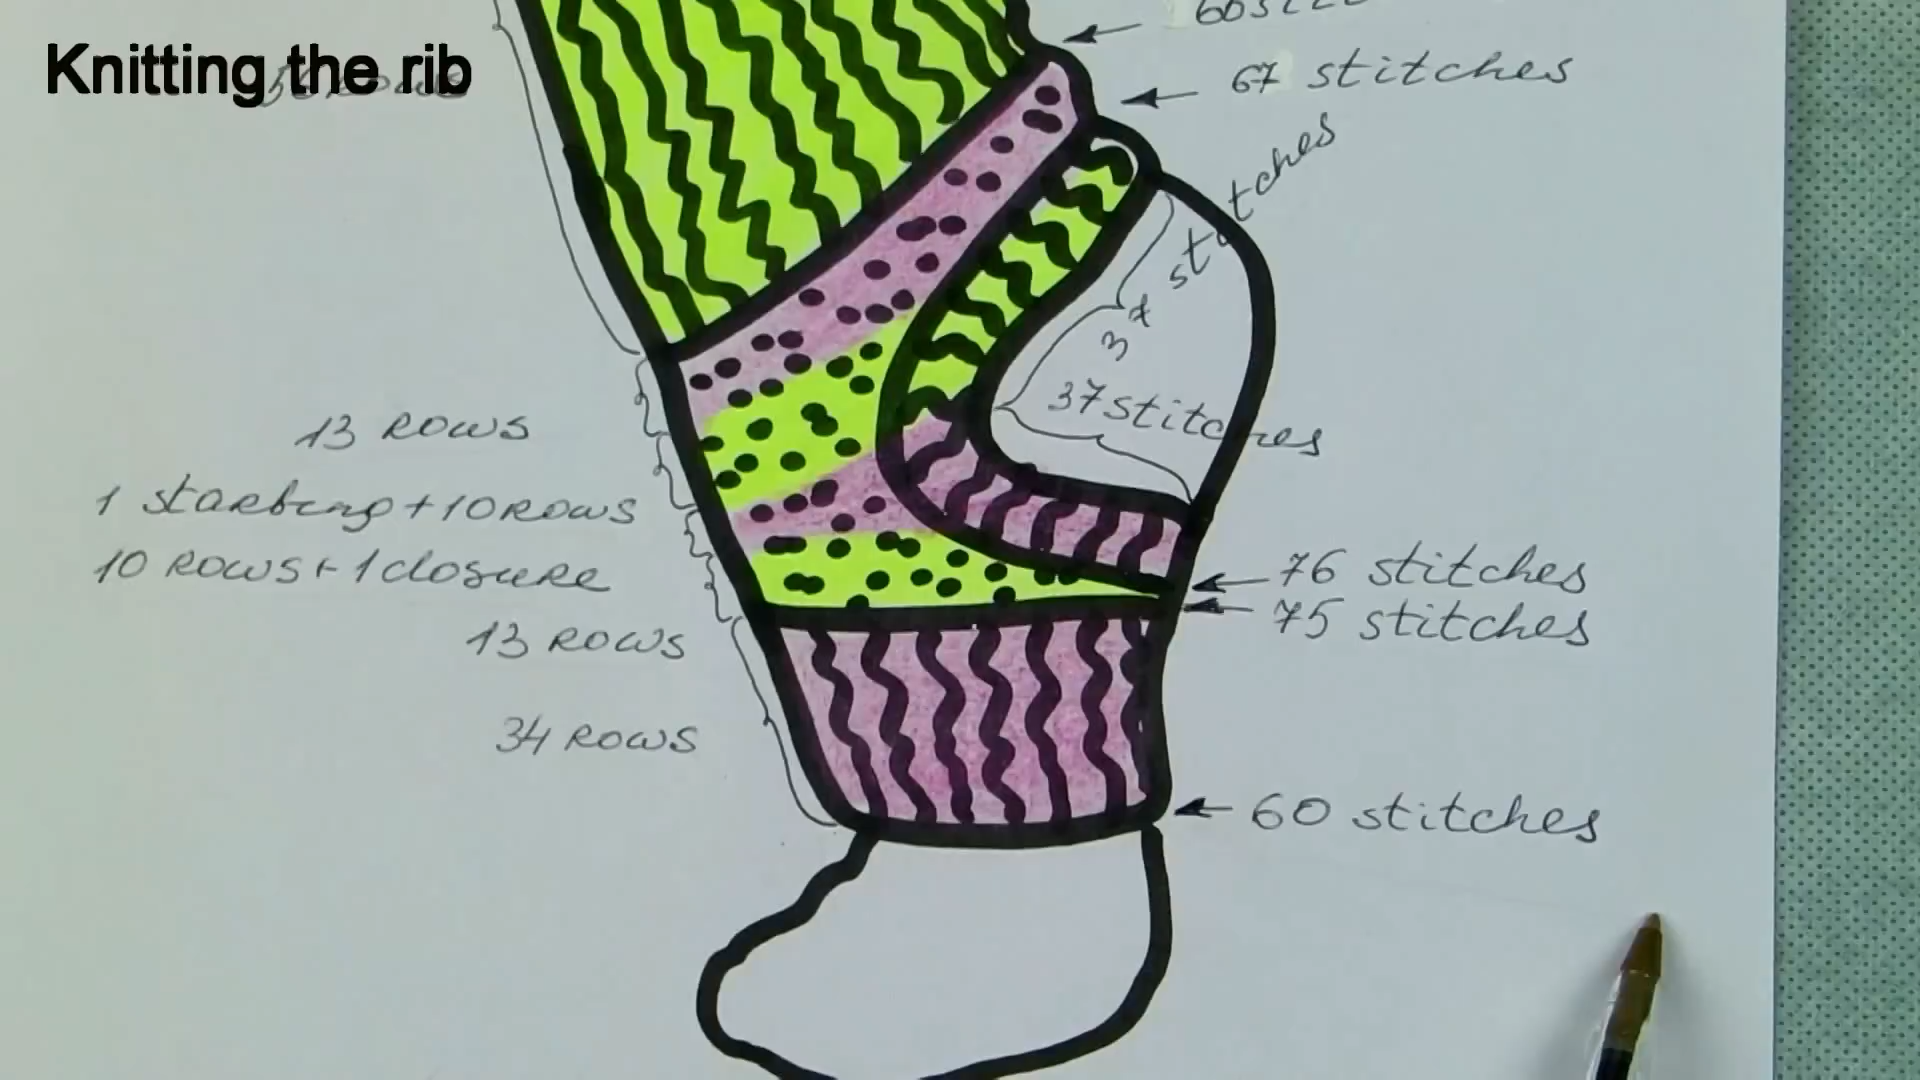 Knitting the rib
67 stitches
stitches
37 stitches
13 rows
1 starting + 10 rows
10 rows + 1 closure
76 stitches
75 stitches
13 rows
34 rows
60 stitches